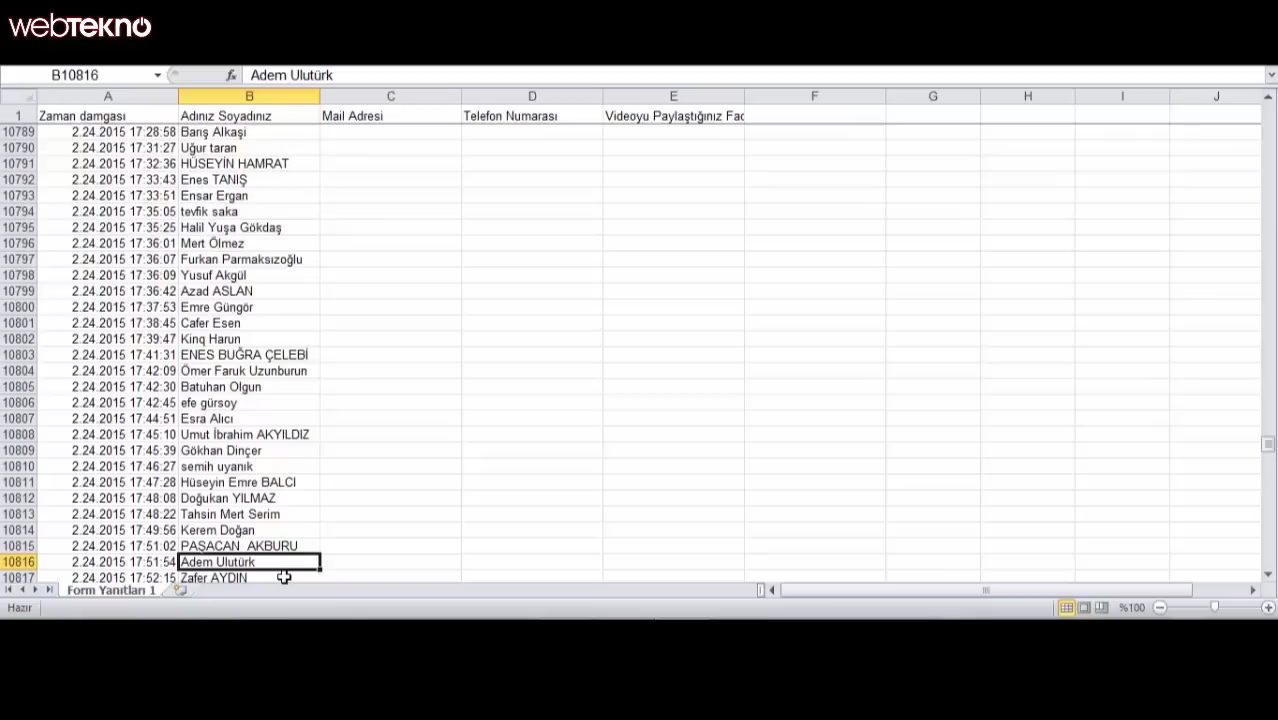 webTEKNO
B10816 fx Adem Ulutürk
A B C D E F G H I J
1 Zaman damgası Adınız Soyadınız Mail Adresi Telefon Numarası Videoyu Paylaştığınız Fac
10789 2.24.2015 17:28:58 Barış Alkaşi
10790 2.24.2015 17:31:27 Uğur taran
10791 2.24.2015 17:32:36 HÜSEYİN HAMRAT
10792 2.24.2015 17:33:43 Enes TANIŞ
10793 2.24.2015 17:33:51 Ensar Ergan
10794 2.24.2015 17:35:05 tevfik saka
10795 2.24.2015 17:35:25 Halil Yuşa Gökdaş
10796 2.24.2015 17:36:01 Mert Ölmez
10797 2.24.2015 17:36:07 Furkan Parmaksızoğlu
10798 2.24.2015 17:36:09 Yusuf Akgül
10799 2.24.2015 17:36:42 Azad ASLAN
10800 2.24.2015 17:37:53 Emre Güngör
10801 2.24.2015 17:38:45 Cafer Esen
10802 2.24.2015 17:39:47 Kinq Harun
10803 2.24.2015 17:41:31 ENES BUĞRA ÇELEBİ
10804 2.24.2015 17:42:09 Ömer Faruk Uzunburun
10805 2.24.2015 17:42:30 Batuhan Olgun
10806 2.24.2015 17:42:45 efe gürsoy
10807 2.24.2015 17:44:51 Esra Alıcı
10808 2.24.2015 17:45:10 Umut İbrahim AKYILDIZ
10809 2.24.2015 17:45:39 Gökhan Dinçer
10810 2.24.2015 17:46:27 semih uyanık
10811 2.24.2015 17:47:28 Hüseyin Emre BALCI
10812 2.24.2015 17:48:08 Doğukan YILMAZ
10813 2.24.2015 17:48:22 Tahsin Mert Serim
10814 2.24.2015 17:49:56 Kerem Doğan
10815 2.24.2015 17:51:02 PAŞACAN AKBURU
10816 2.24.2015 17:51:54 Adem Ulutürk
10817 2.24.2015 17:52:15 Zafer AYDIN
Form Yanıtları 1
Hazır %100